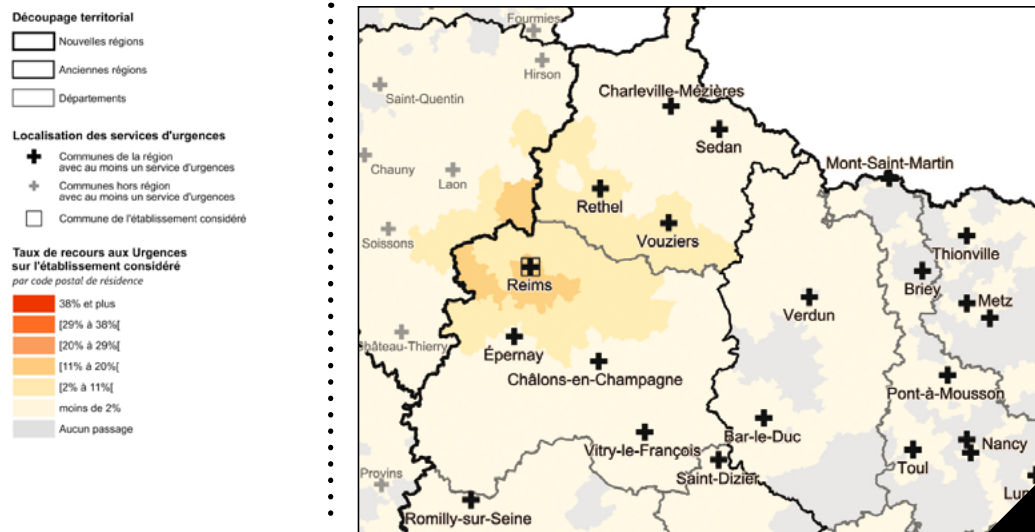 Découpage territorial
Nouvelles régions
Anciennes régions
Départements
Localisation des services d'urgences
Communes de la région
avec au moins un service d'urgences
Communes hors région
avec au moins un service d'urgences
Commune de l'établissement considéré
Taux de recours aux Urgences
sur l'établissement considéré
par code postal de résidence
38% et plus
[29% à 38%[
[20% à 29%[
[11% à 20%[
[2% à 11%[
moins de 2%
Aucun passage
Fourmies
Hirson
Saint-Quentin
Charleville-Mézières
Sedan
Chauny
Laon
Mont-Saint-Martin
Rethel
Soissons
Vouziers
Thionville
Reims
Briey
Metz
Verdun
Château-Thierry
Épernay
Châlons-en-Champagne
Pont-à-Mousson
Bar-le-Duc
Vitry-le-François
Nancy
Toul
Provins
Saint-Dizier
Lun
Romilly-sur-Seine